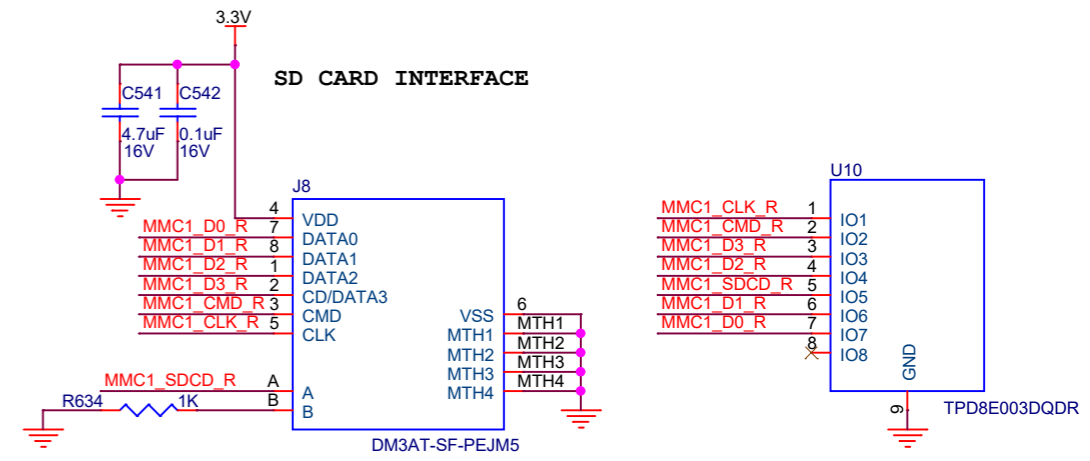 3.3V
SD CARD INTERFACE
C541
C542
4.7uF
16V
0.1uF
16V
J8
MMC1_D0_R
MMC1_D1_R
MMC1_D2_R
MMC1_D3_R
MMC1_CMD_R
MMC1_CLK_R
4
7
8
1
2
3
5
VDD
DATA0
DATA1
DATA2
CD/DATA3
CMD
CLK
VSS
MTH1
MTH2
MTH3
MTH4
6
MTH1
MTH2
MTH3
MTH4
MMC1_SDCD_R
A
A
R634
1K
B
B
DM3AT-SF-PEJM5
U10
MMC1_CLK_R
1
IO1
MMC1_CMD_R
2
IO2
MMC1_D3_R
3
IO3
MMC1_D2_R
4
IO4
MMC1_SDCD_R
5
IO5
MMC1_D1_R
6
IO6
MMC1_D0_R
7
IO7
8
IO8
GND
9
TPD8E003DQDR